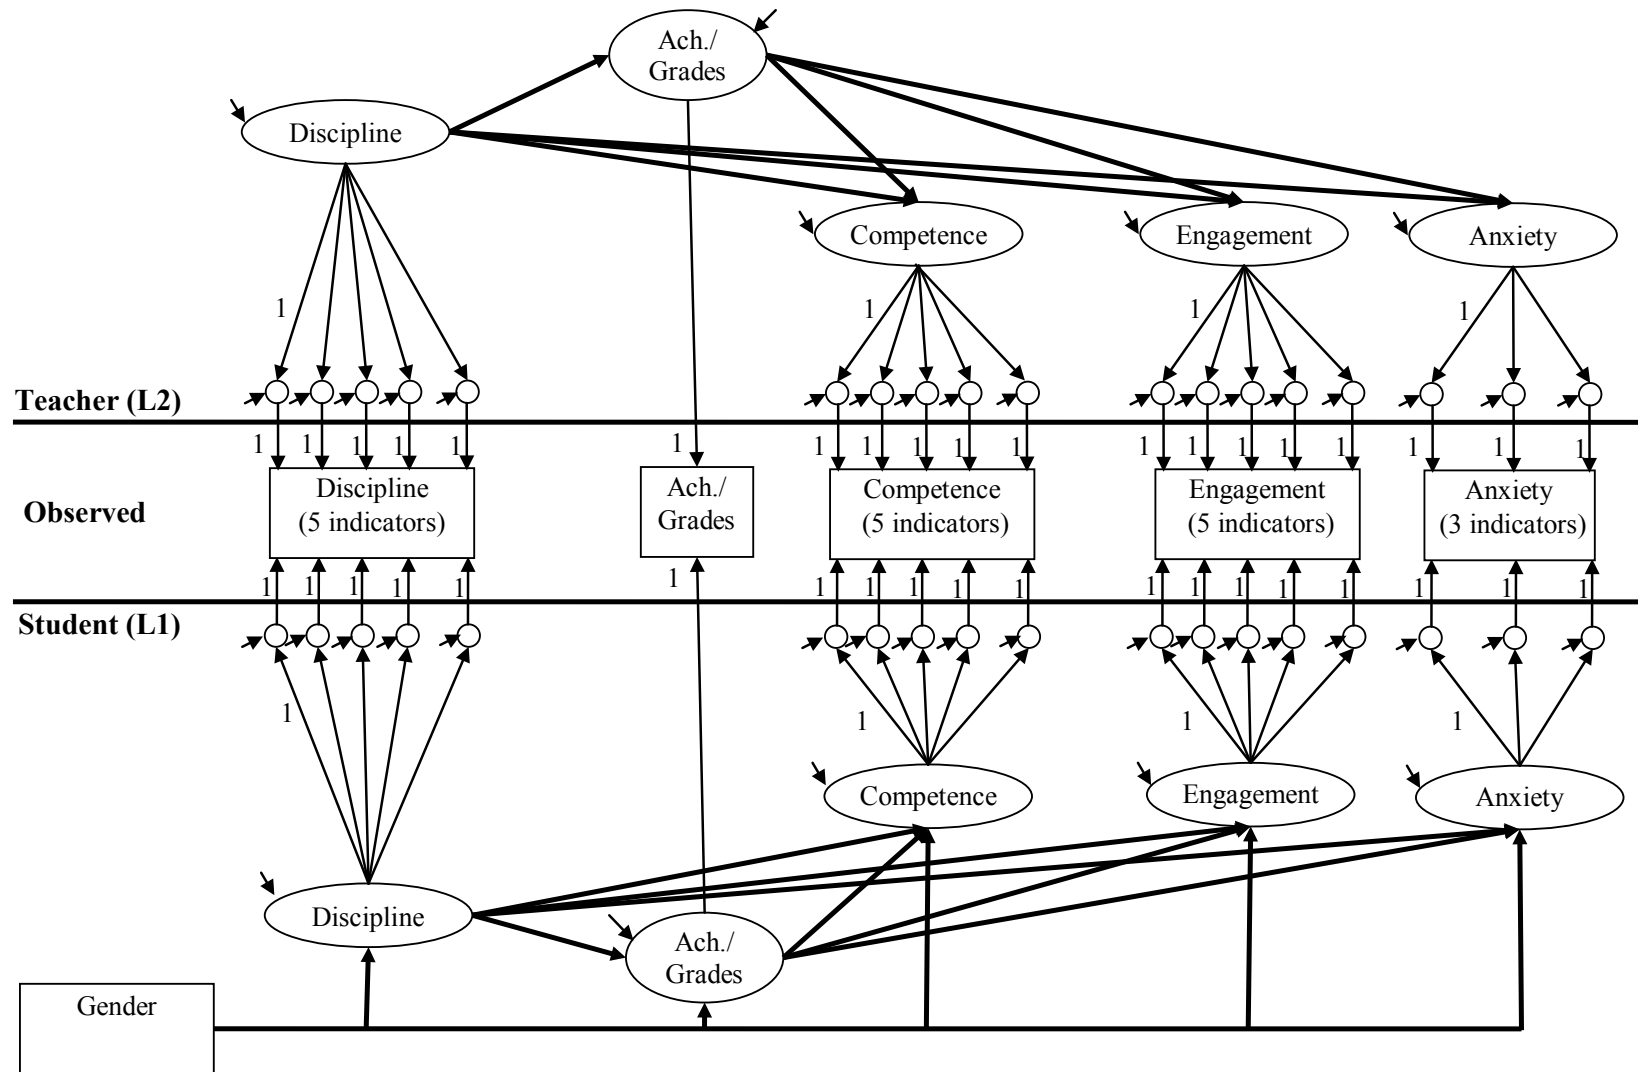 Ach./
Grades
Discipline
Competence
Engagement
Anxiety
1
1
1
1
Teacher (L2)
1 1 1 1 1
1
1 1 1 1 1
1 1 1 1 1
1 1 1
Discipline
(5 indicators)
Ach./
Grades
Competence
(5 indicators)
Engagement
(5 indicators)
Anxiety
(3 indicators)
Observed
1 1 1 1 1
1
1 1 1 1 1
1 1 1 1 1
1 1 1
Student (L1)
1
1
1
1
Competence
Engagement
Anxiety
Discipline
Ach./
Grades
Gender